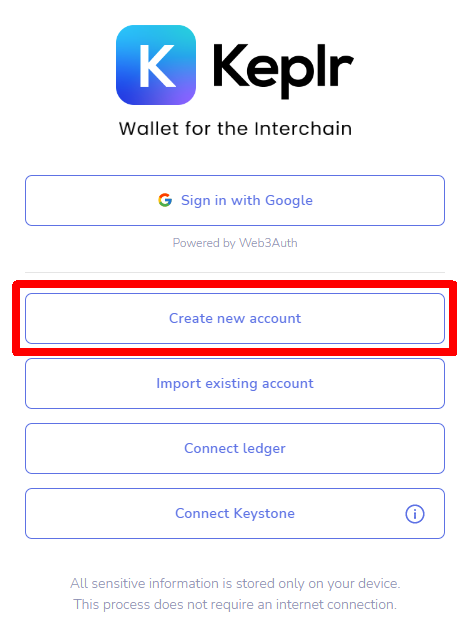 K Keplr
Wallet for the Interchain
G Sign in with Google
Powered by Web3Auth
Create new account
Import existing account
Connect ledger
Connect Keystone i
All sensitive information is stored only on your device.
This process does not require an internet connection.